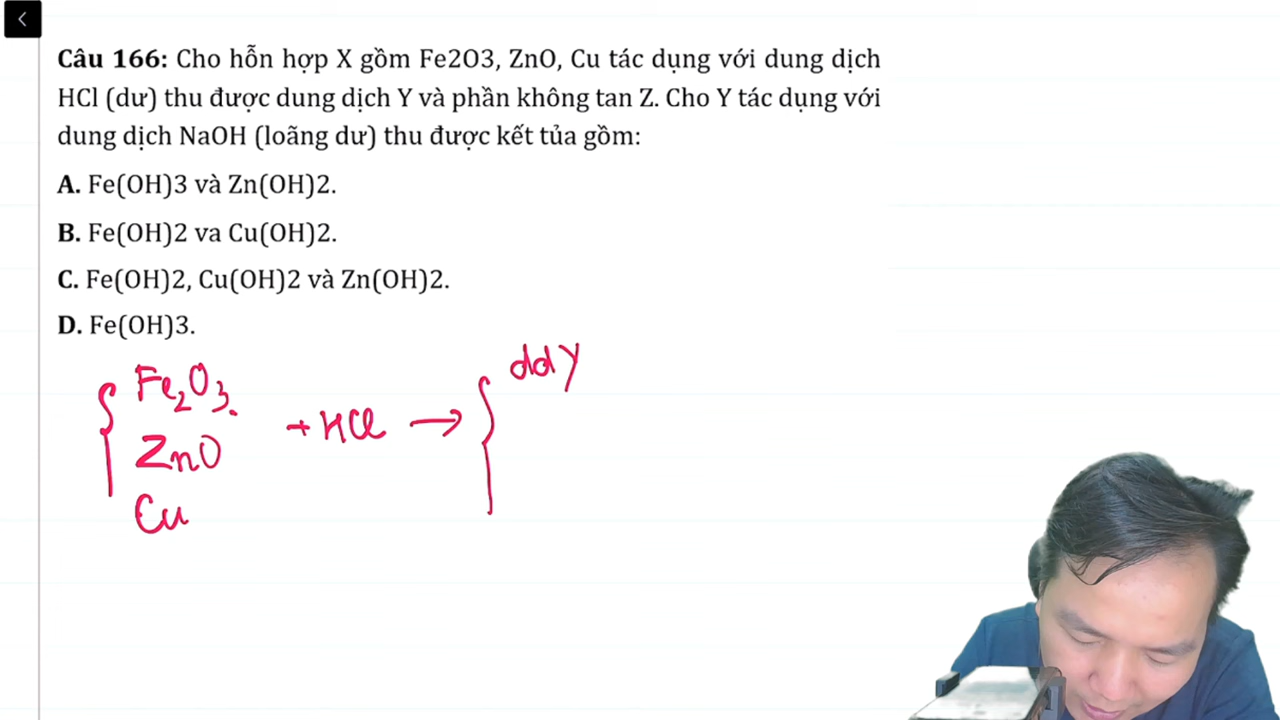 Câu 166: Cho hỗn hợp X gồm Fe2O3, ZnO, Cu tác dụng với dung dịch
HCl (dư) thu được dung dịch Y và phần không tan Z. Cho Y tác dụng với
dung dịch NaOH (loãng dư) thu được kết tủa gồm:
A. Fe(OH)3 và Zn(OH)2.
B. Fe(OH)2 va Cu(OH)2.
C. Fe(OH)2, Cu(OH)2 và Zn(OH)2.
D. Fe(OH)3.
ddY
Fe₂O₃.
+HCl →
ZnO
Cu